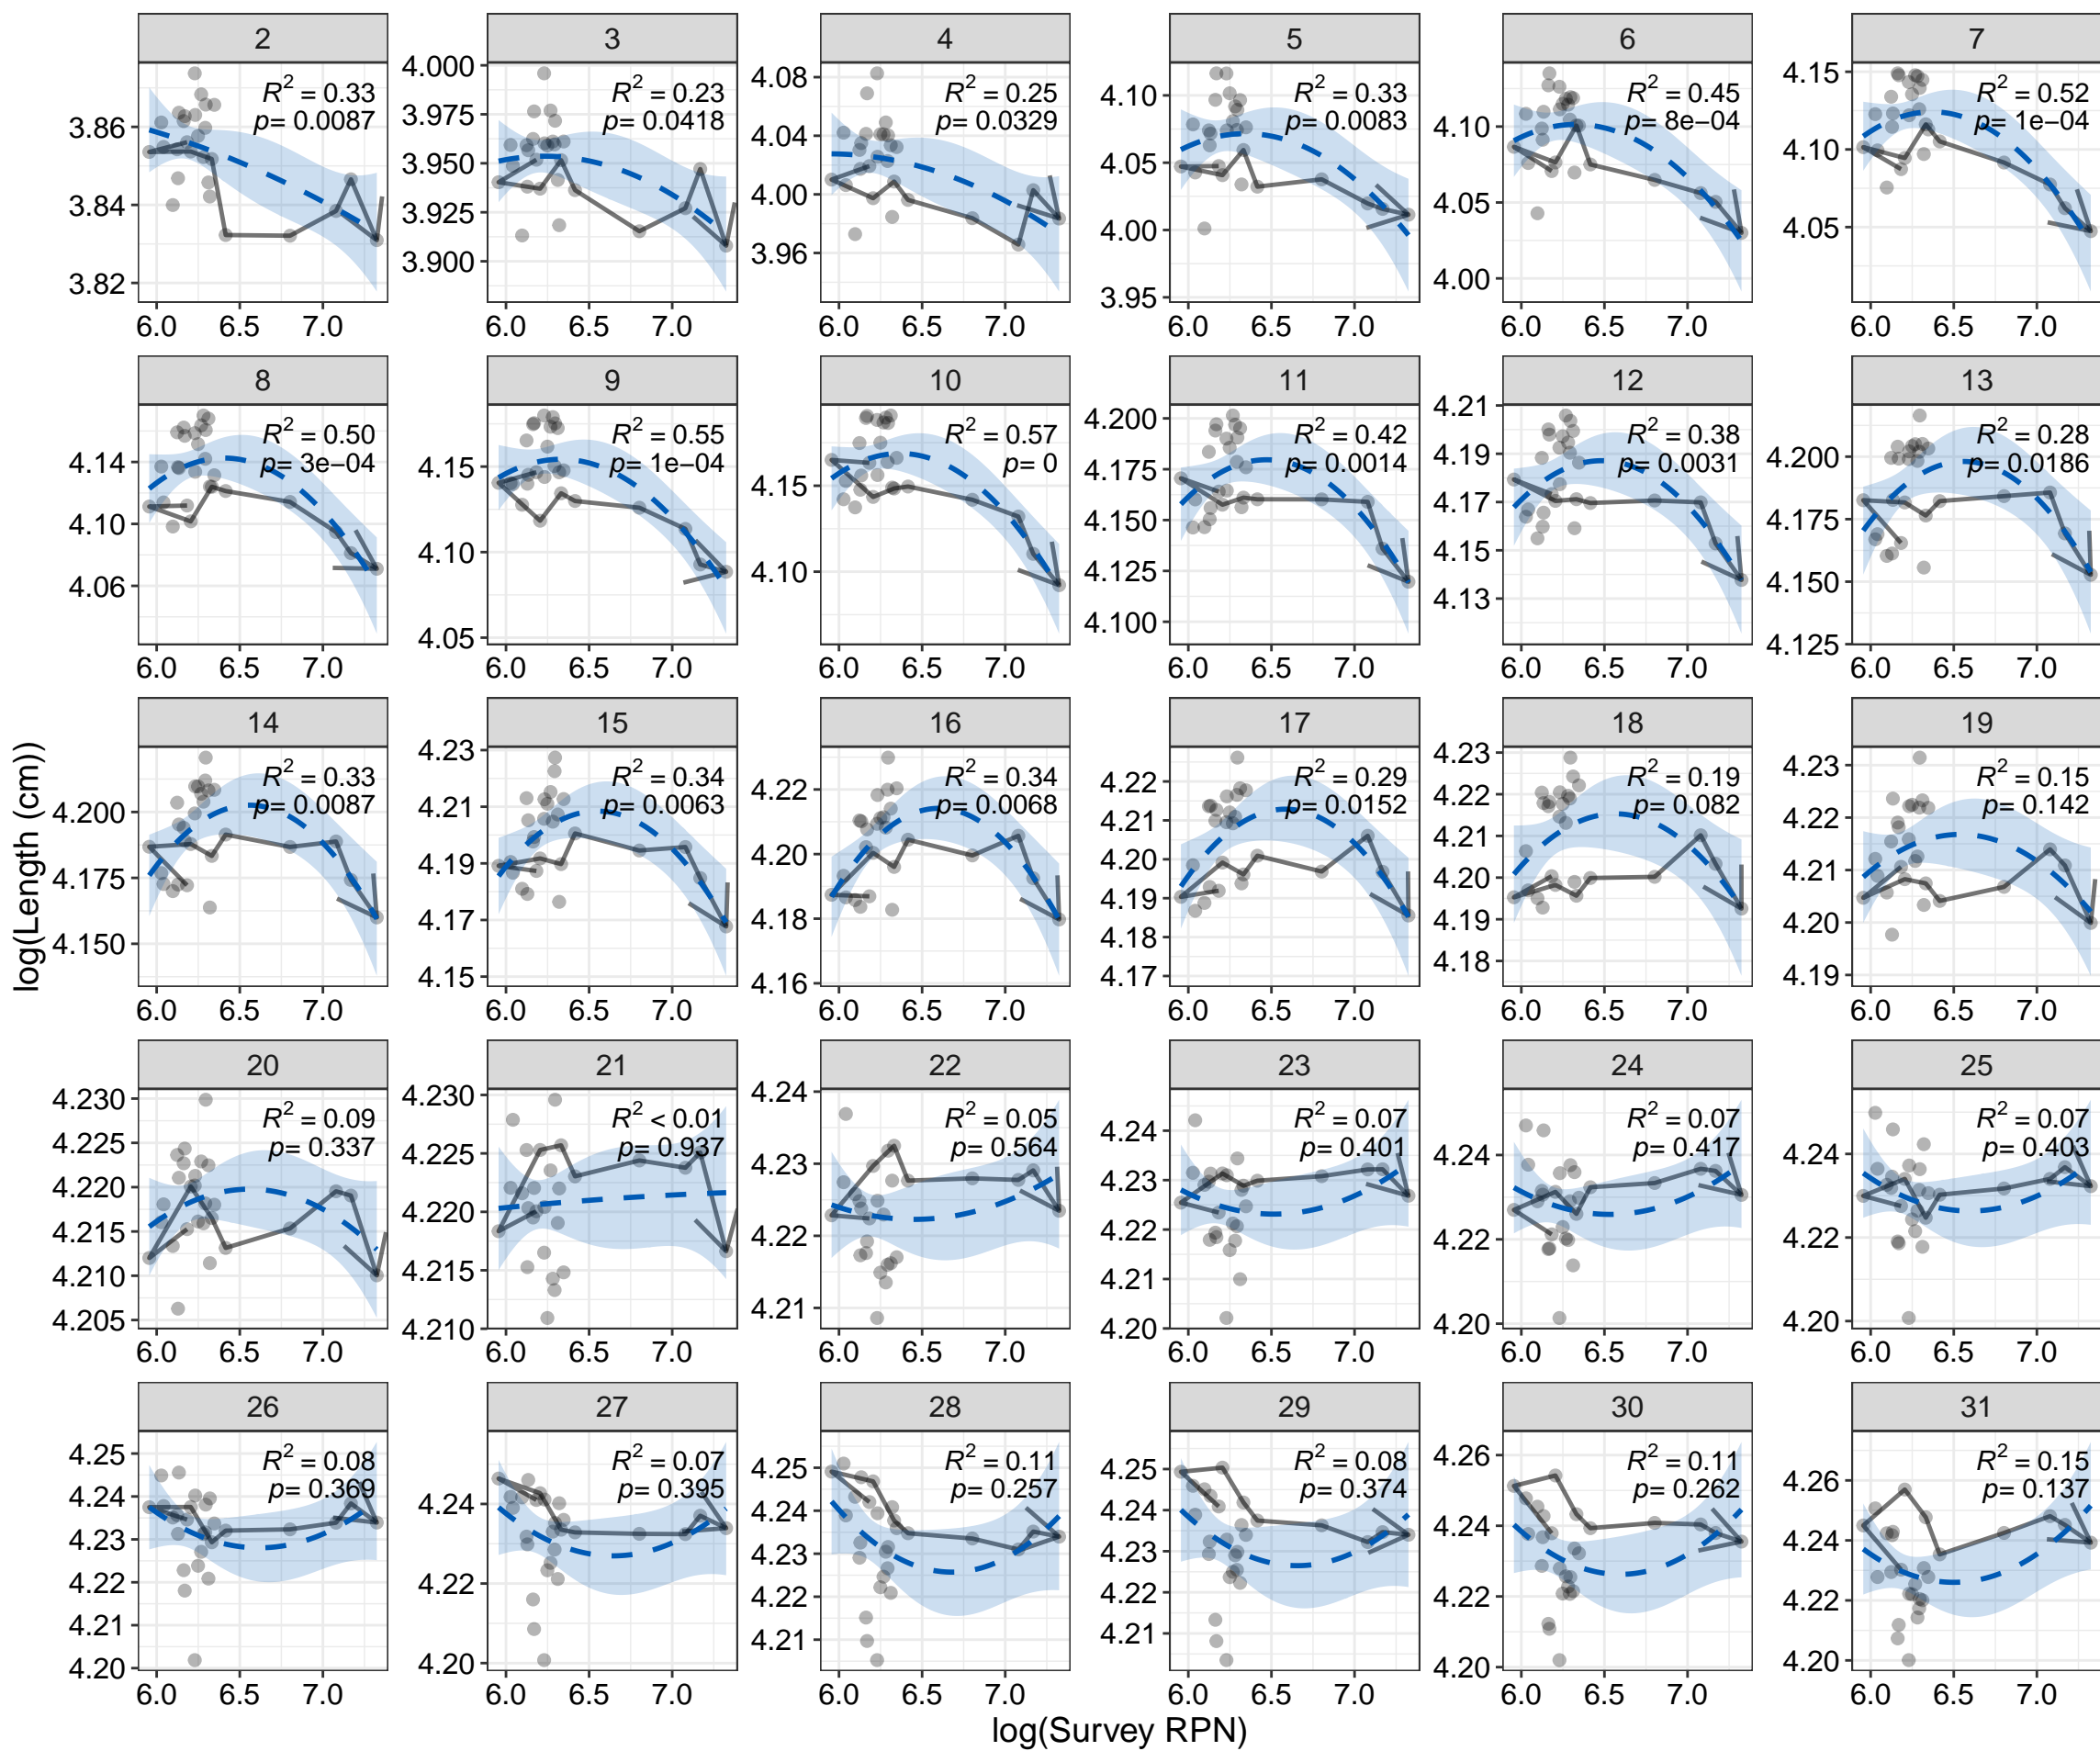 2 3 4 5 6 7
R² = 0.33 R² = 0.23 R² = 0.25 R² = 0.33 R² = 0.45 R² = 0.52
p= 0.0087 p= 0.0418 p= 0.0329 p= 0.0083 p= 8e−04 p= 1e−04
3.86 4.000 4.08 4.10 4.10 4.15
3.84 3.975 4.04 4.05 4.05 4.10
3.82 3.950 4.00 4.00 4.00 4.05
3.925 3.96 3.95
3.900
6.0 6.5 7.0 6.0 6.5 7.0 6.0 6.5 7.0 6.0 6.5 7.0 6.0 6.5 7.0 6.0 6.5 7.0
8 9 10 11 12 13
R² = 0.50 R² = 0.55 R² = 0.57 R² = 0.42 R² = 0.38 R² = 0.28
p= 3e−04 p= 1e−04 p= 0 p= 0.0014 p= 0.0031 p= 0.0186
4.14 4.15 4.15 4.200 4.21 4.200
4.10 4.10 4.10 4.175 4.19 4.175
4.06 4.05 4.150 4.17 4.150
4.125 4.15 4.125
4.100 4.13
6.0 6.5 7.0 6.0 6.5 7.0 6.0 6.5 7.0 6.0 6.5 7.0 6.0 6.5 7.0 6.0 6.5 7.0
14 15 16 17 18 19
R² = 0.33 R² = 0.34 R² = 0.34 R² = 0.29 R² = 0.19 R² = 0.15
p= 0.0087 p= 0.0063 p= 0.0068 p= 0.0152 p= 0.082 p= 0.142
4.200 4.23 4.22 4.22 4.23 4.23
4.175 4.21 4.20 4.21 4.22 4.22
4.150 4.19 4.18 4.20 4.21 4.21
4.17 4.16 4.19 4.20 4.20
4.15 4.18 4.19 4.19
4.17 4.18
6.0 6.5 7.0 6.0 6.5 7.0 6.0 6.5 7.0 6.0 6.5 7.0 6.0 6.5 7.0 6.0 6.5 7.0
log(Length (cm))
20 21 22 23 24 25
R² = 0.09 R² < 0.01 R² = 0.05 R² = 0.07 R² = 0.07 R² = 0.07
p= 0.337 p= 0.937 p= 0.564 p= 0.401 p= 0.417 p= 0.403
4.230 4.230 4.24 4.24 4.24 4.24
4.225 4.225 4.23 4.23 4.22 4.22
4.220 4.220 4.22 4.22 4.20 4.20
4.215 4.215 4.21 4.21
4.210 4.210 4.20
4.205
6.0 6.5 7.0 6.0 6.5 7.0 6.0 6.5 7.0 6.0 6.5 7.0 6.0 6.5 7.0 6.0 6.5 7.0
26 27 28 29 30 31
R² = 0.08 R² = 0.07 R² = 0.11 R² = 0.08 R² = 0.11 R² = 0.15
p= 0.369 p= 0.395 p= 0.257 p= 0.374 p= 0.262 p= 0.137
4.25 4.24 4.25 4.25 4.26 4.26
4.24 4.22 4.24 4.24 4.24 4.24
4.23 4.20 4.23 4.23 4.22 4.22
4.22 4.22 4.22 4.20 4.20
4.21 4.21 4.21
4.20
6.0 6.5 7.0 6.0 6.5 7.0 6.0 6.5 7.0 6.0 6.5 7.0 6.0 6.5 7.0 6.0 6.5 7.0
log(Survey RPN)